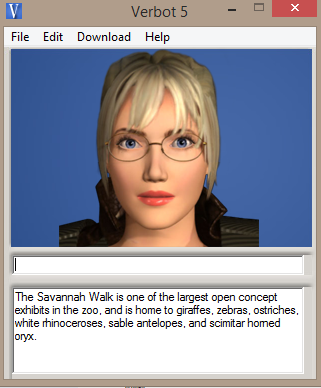 Verbot 5
File Edit Download Help
The Savannah Walk is one of the largest open concept
exhibits in the zoo, and is home to giraffes, zebras, ostriches,
white rhinoceroses, sable antelopes, and scimitar horned
oryx.